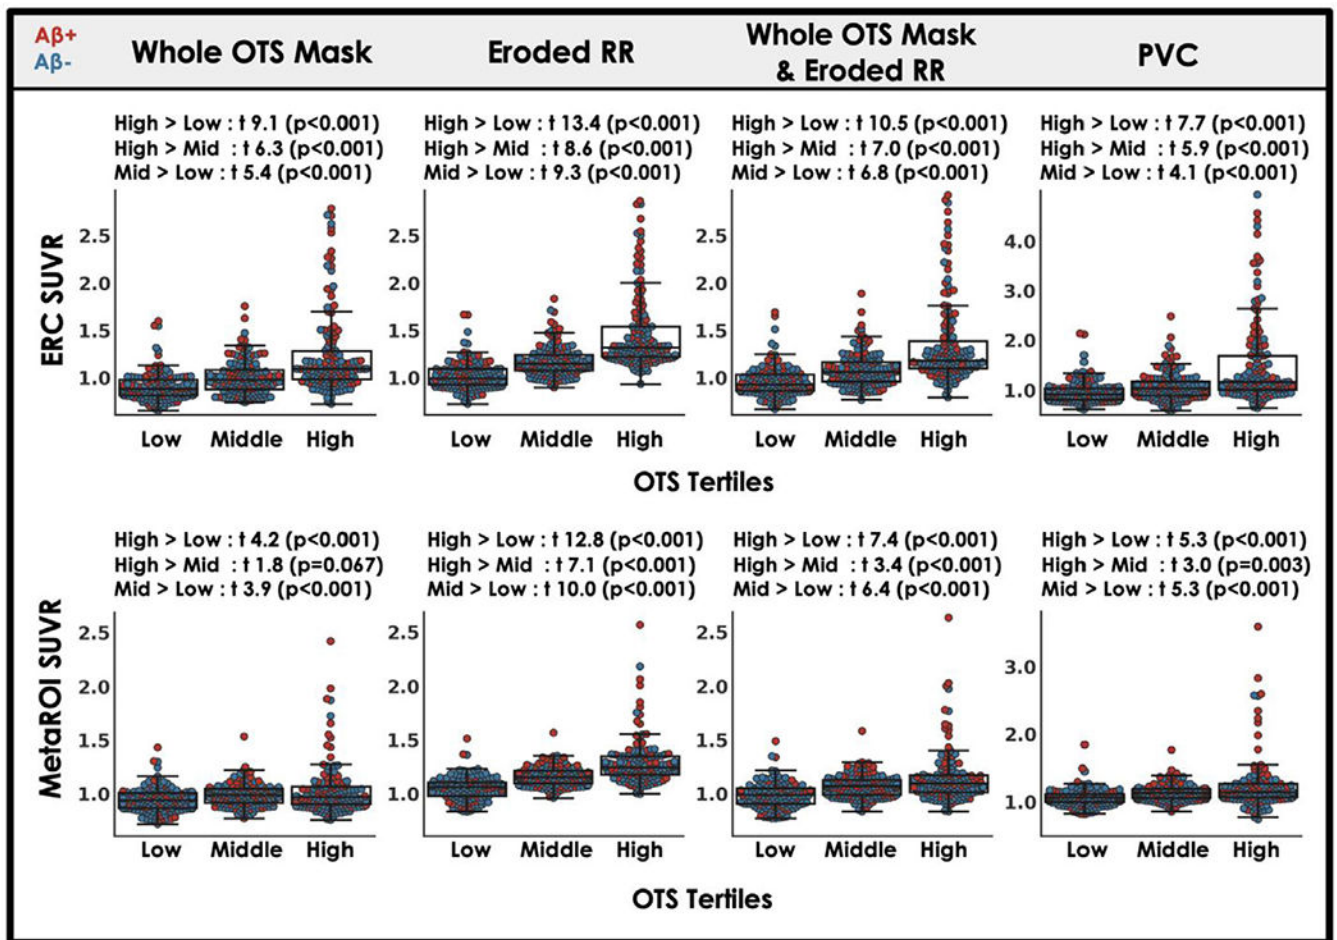 Aβ+
Aβ-
Whole OTS Mask
Eroded RR
Whole OTS Mask
& Eroded RR
PVC
High > Low : t 9.1 (p<0.001)
High > Mid : t 6.3 (p<0.001)
Mid > Low : t 5.4 (p<0.001)
High > Low : t 13.4 (p<0.001)
High > Mid : t 8.6 (p<0.001)
Mid > Low : t 9.3 (p<0.001)
High > Low : t 10.5 (p<0.001)
High > Mid : t 7.0 (p<0.001)
Mid > Low : t 6.8 (p<0.001)
High > Low : t 7.7 (p<0.001)
High > Mid : t 5.9 (p<0.001)
Mid > Low : t 4.1 (p<0.001)
ERC SUVR
2.5
2.0
1.5
1.0
Low Middle High
2.5
2.0
1.5
1.0
Low Middle High
2.5
2.0
1.5
1.0
Low Middle High
4.0
3.0
2.0
1.0
Low Middle High
OTS Tertiles
High > Low : t 4.2 (p<0.001)
High > Mid : t 1.8 (p=0.067)
Mid > Low : t 3.9 (p<0.001)
High > Low : t 12.8 (p<0.001)
High > Mid : t 7.1 (p<0.001)
Mid > Low : t 10.0 (p<0.001)
High > Low : t 7.4 (p<0.001)
High > Mid : t 3.4 (p<0.001)
Mid > Low : t 6.4 (p<0.001)
High > Low : t 5.3 (p<0.001)
High > Mid : t 3.0 (p=0.003)
Mid > Low : t 5.3 (p<0.001)
MetaROI SUVR
2.5
2.0
1.5
1.0
Low Middle High
2.5
2.0
1.5
1.0
Low Middle High
2.5
2.0
1.5
1.0
Low Middle High
3.0
2.0
1.0
Low Middle High
OTS Tertiles